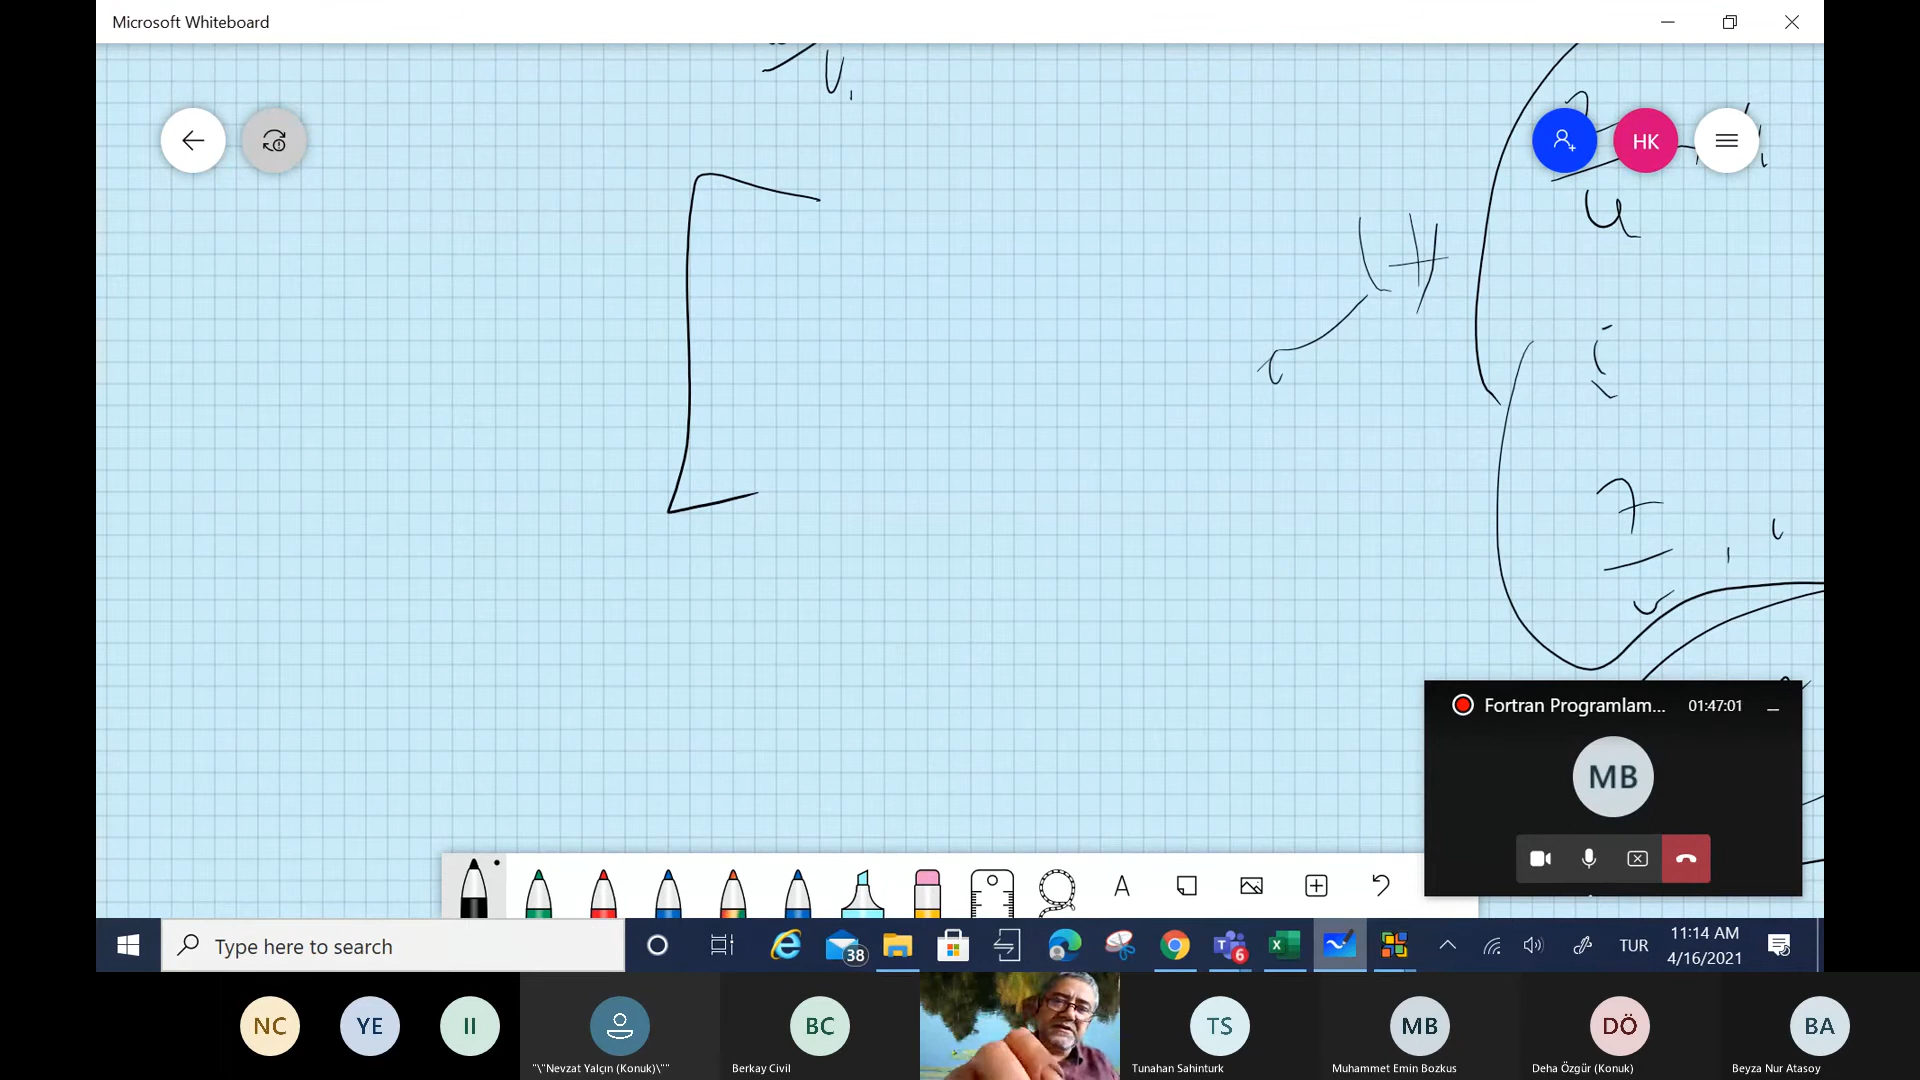 Microsoft Whiteboard
HK
Fortran Programlam... 01:47:01
MB
A
Type here to search
38
6
TUR
11:14 AM
4/16/2021
NC
YE
II
BC
TS
MB
DÖ
BA
"\"Nevzat Yalçın (Konuk)\""
Berkay Civil
Tunahan Sahinturk
Muhammet Emin Bozkus
Deha Özgür (Konuk)
Beyza Nur Atasoy